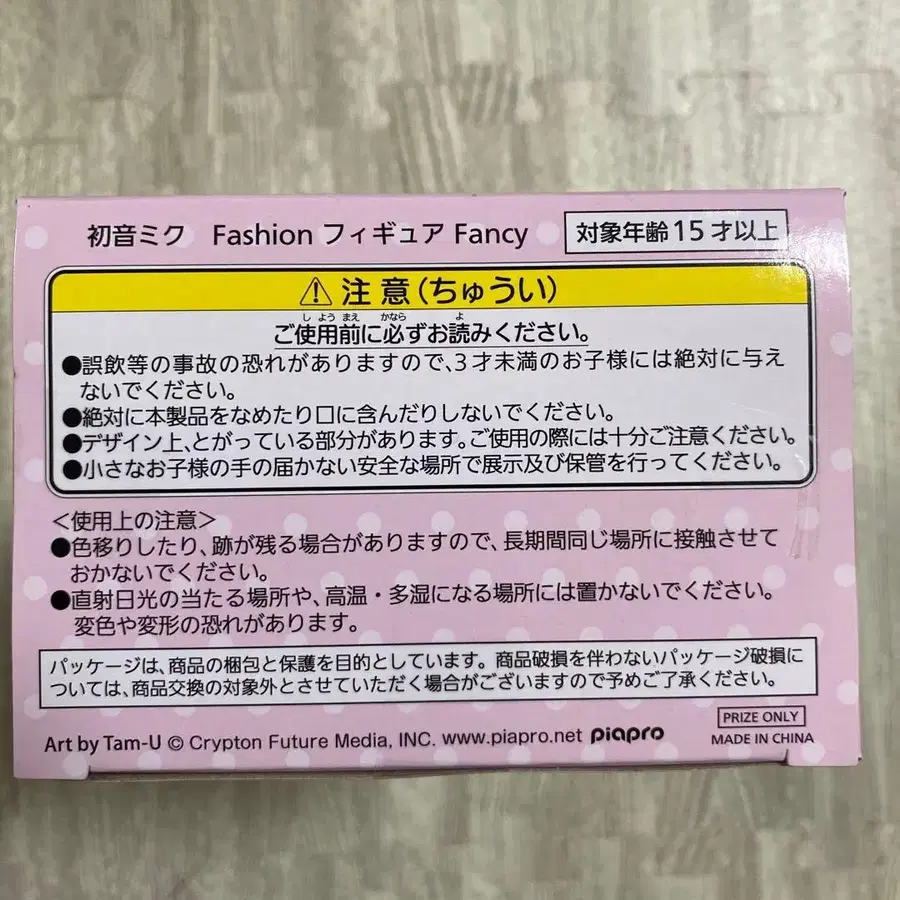 初音ミク Fashion フィギュア Fancy
対象年齢 15 才以上
注意(ちゅうい)
し よう まえ かなら よ
ご使用前に必ずお読みください。
●誤飲等の事故の恐れがありますので、3才未満のお子様には絶対に与え
ないでください。
●絶対に本製品をなめたり口に含んだりしないでください。
●デザイン上、とがっている部分があります。ご使用の際には十分ご注意ください。
●小さなお子様の手の届かない安全な場所で展示及び保管を行ってください。
＜使用上の注意＞
●色移りしたり、跡が残る場合がありますので、長期間同じ場所に接触させて
おかないでください。
●直射日光の当たる場所や、高温・多湿になる場所には置かないでください。
変色や変形の恐れがあります。
パッケージは、商品の梱包と保護を目的としています。商品破損を伴わないパッケージ破損に
ついては、商品交換の対象外とさせていただく場合がございますので予めご了承ください。
Art by Tam-U © Crypton Future Media, INC. www.piapro.net piapro
PRIZE ONLY
MADE IN CHINA